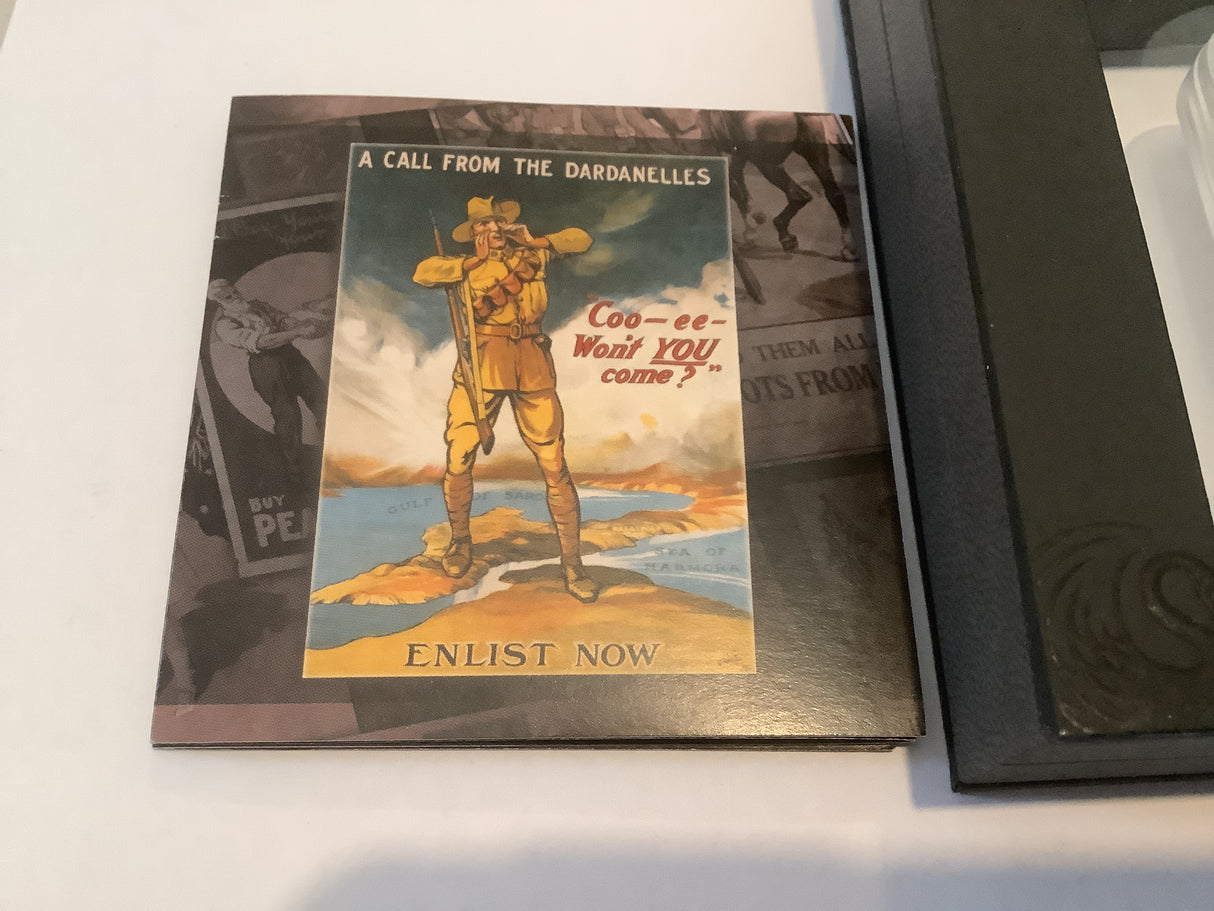 A CALL FROM THE DARDANELLES
"Coo-ee-
Won't YOU
come?"
GULF OF SAROS
SEA OF
MARMORA
ENLIST NOW
BUY
PEA
THEM ALL
OTS FROM